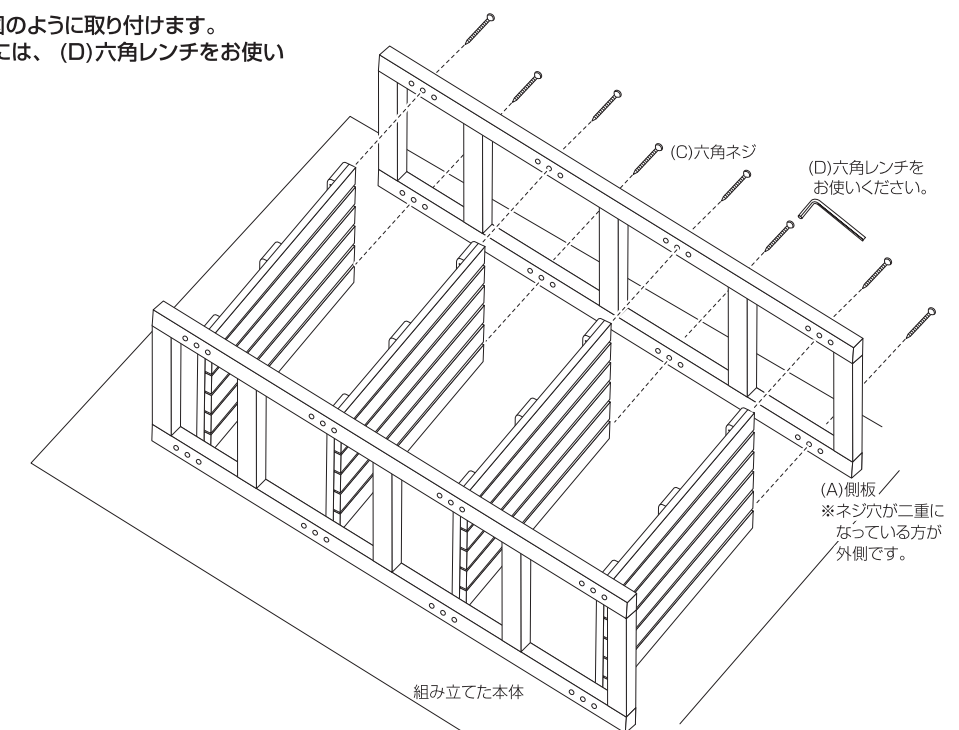 図のように取り付けます。
には、(D)六角レンチをお使い
(C)六角ネジ
(D)六角レンチを
お使いください。
(A)側板
※ネジ穴が二重に
なっている方が
外側です。
組み立てた本体